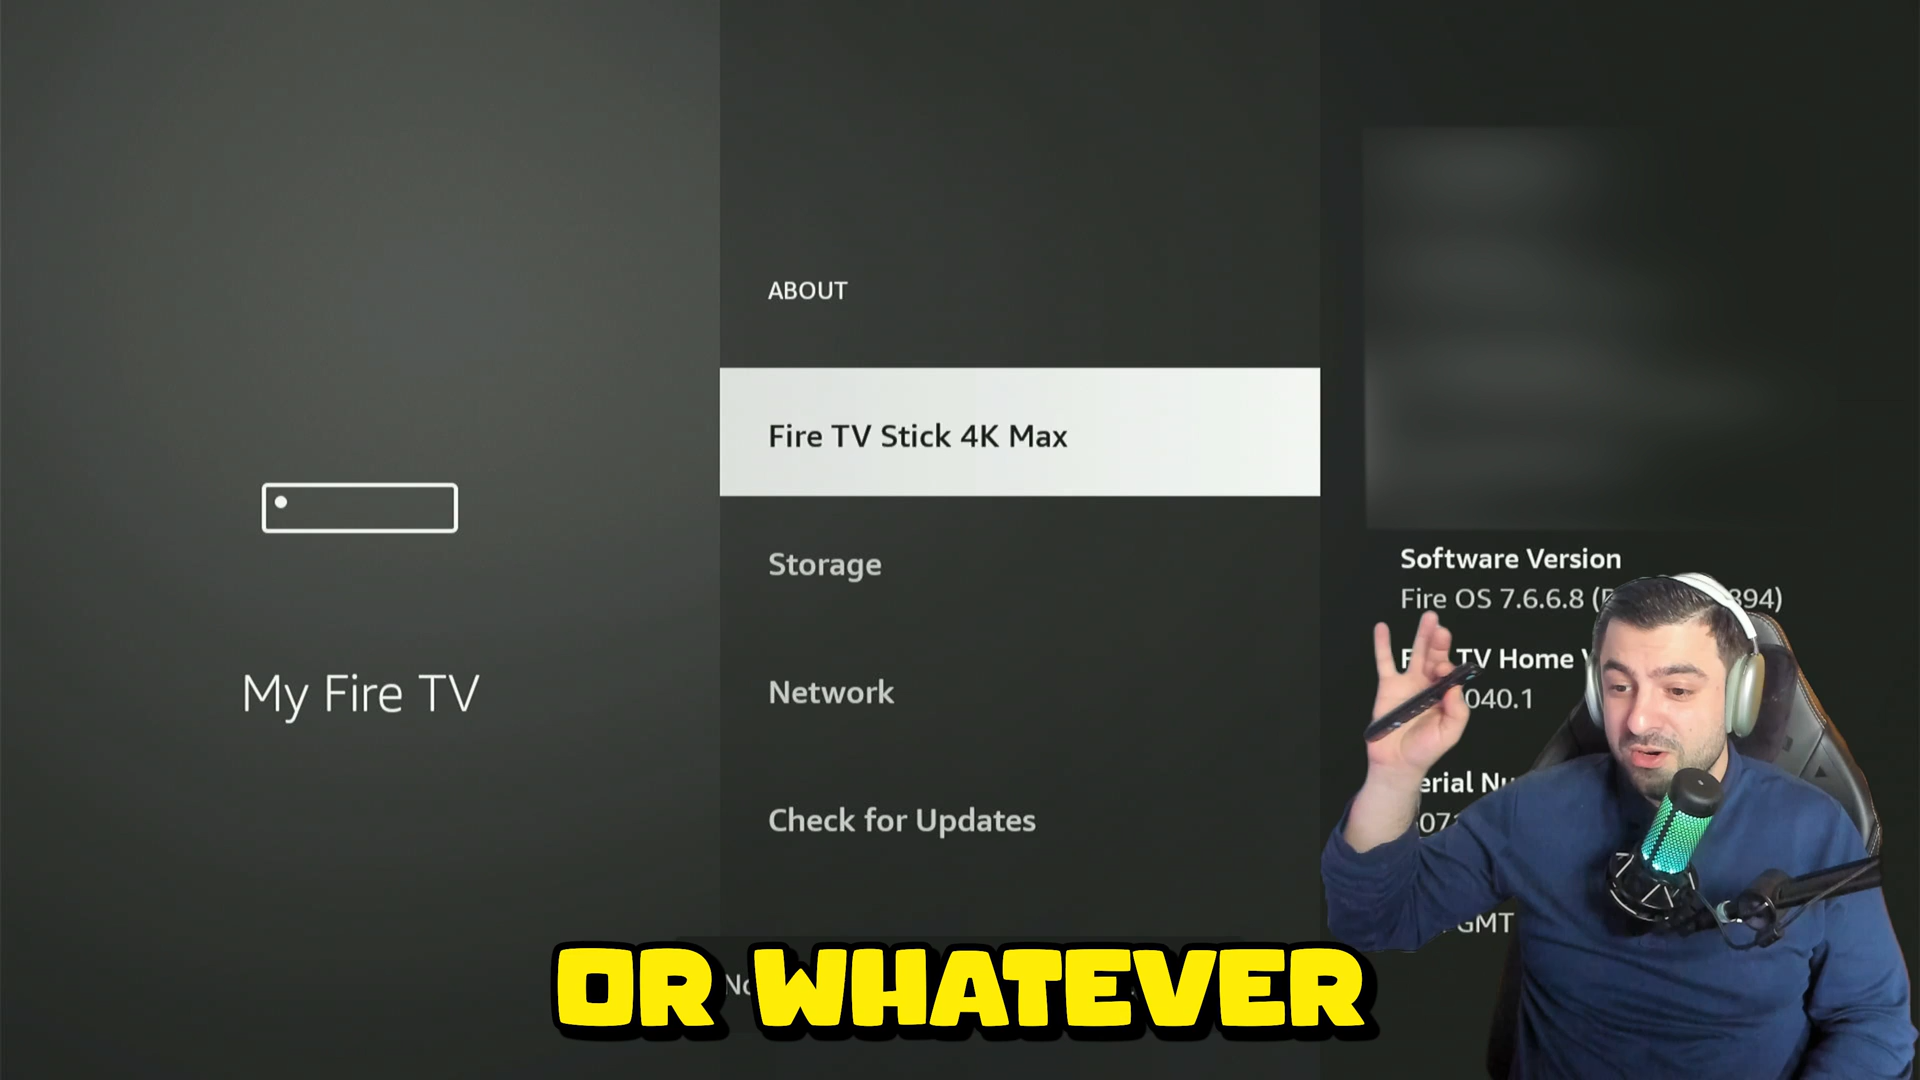 ABOUT
Fire TV Stick 4K Max
Storage
Network
Check for Updates
My Fire TV
Software Version
Fire OS 7.6.6.8 (
894)
TV Home
040.1
GMT
OR WHATEVER